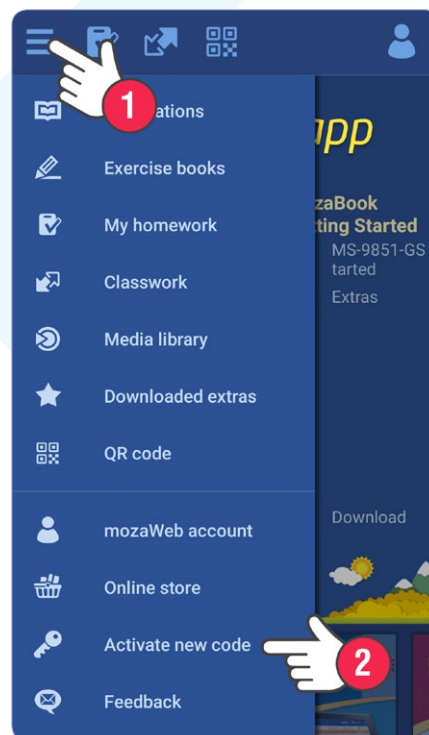 1
ations
Exercise books
My homework
Classwork
Media library
Downloaded extras
QR code
mozaWeb account
Online store
Activate new code
2
Feedback
app
zaBook
ting Started
MS-9851-GS
tarted
Extras
Download